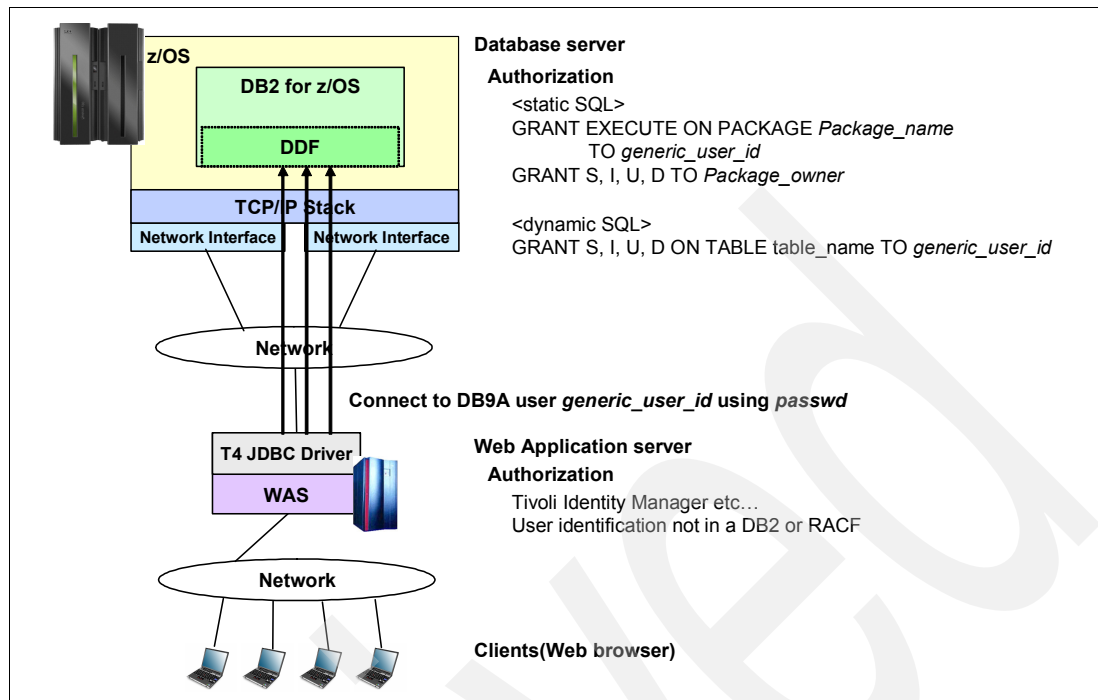 z/OS
Database server
DB2 for z/OS
DDF
TCP/IP Stack
Network Interface
Network Interface
Authorization
<static SQL>
GRANT EXECUTE ON PACKAGE Package_name
TO generic_user_id
GRANT S, I, U, D TO Package_owner
<dynamic SQL>
GRANT S, I, U, D ON TABLE table_name TO generic_user_id
Network
Connect to DB9A user generic_user_id using passwd
T4 JDBC Driver
WAS
Web Application server
Authorization
Tivoli Identity Manager etc…
User identification not in a DB2 or RACF
Network
Clients(Web browser)